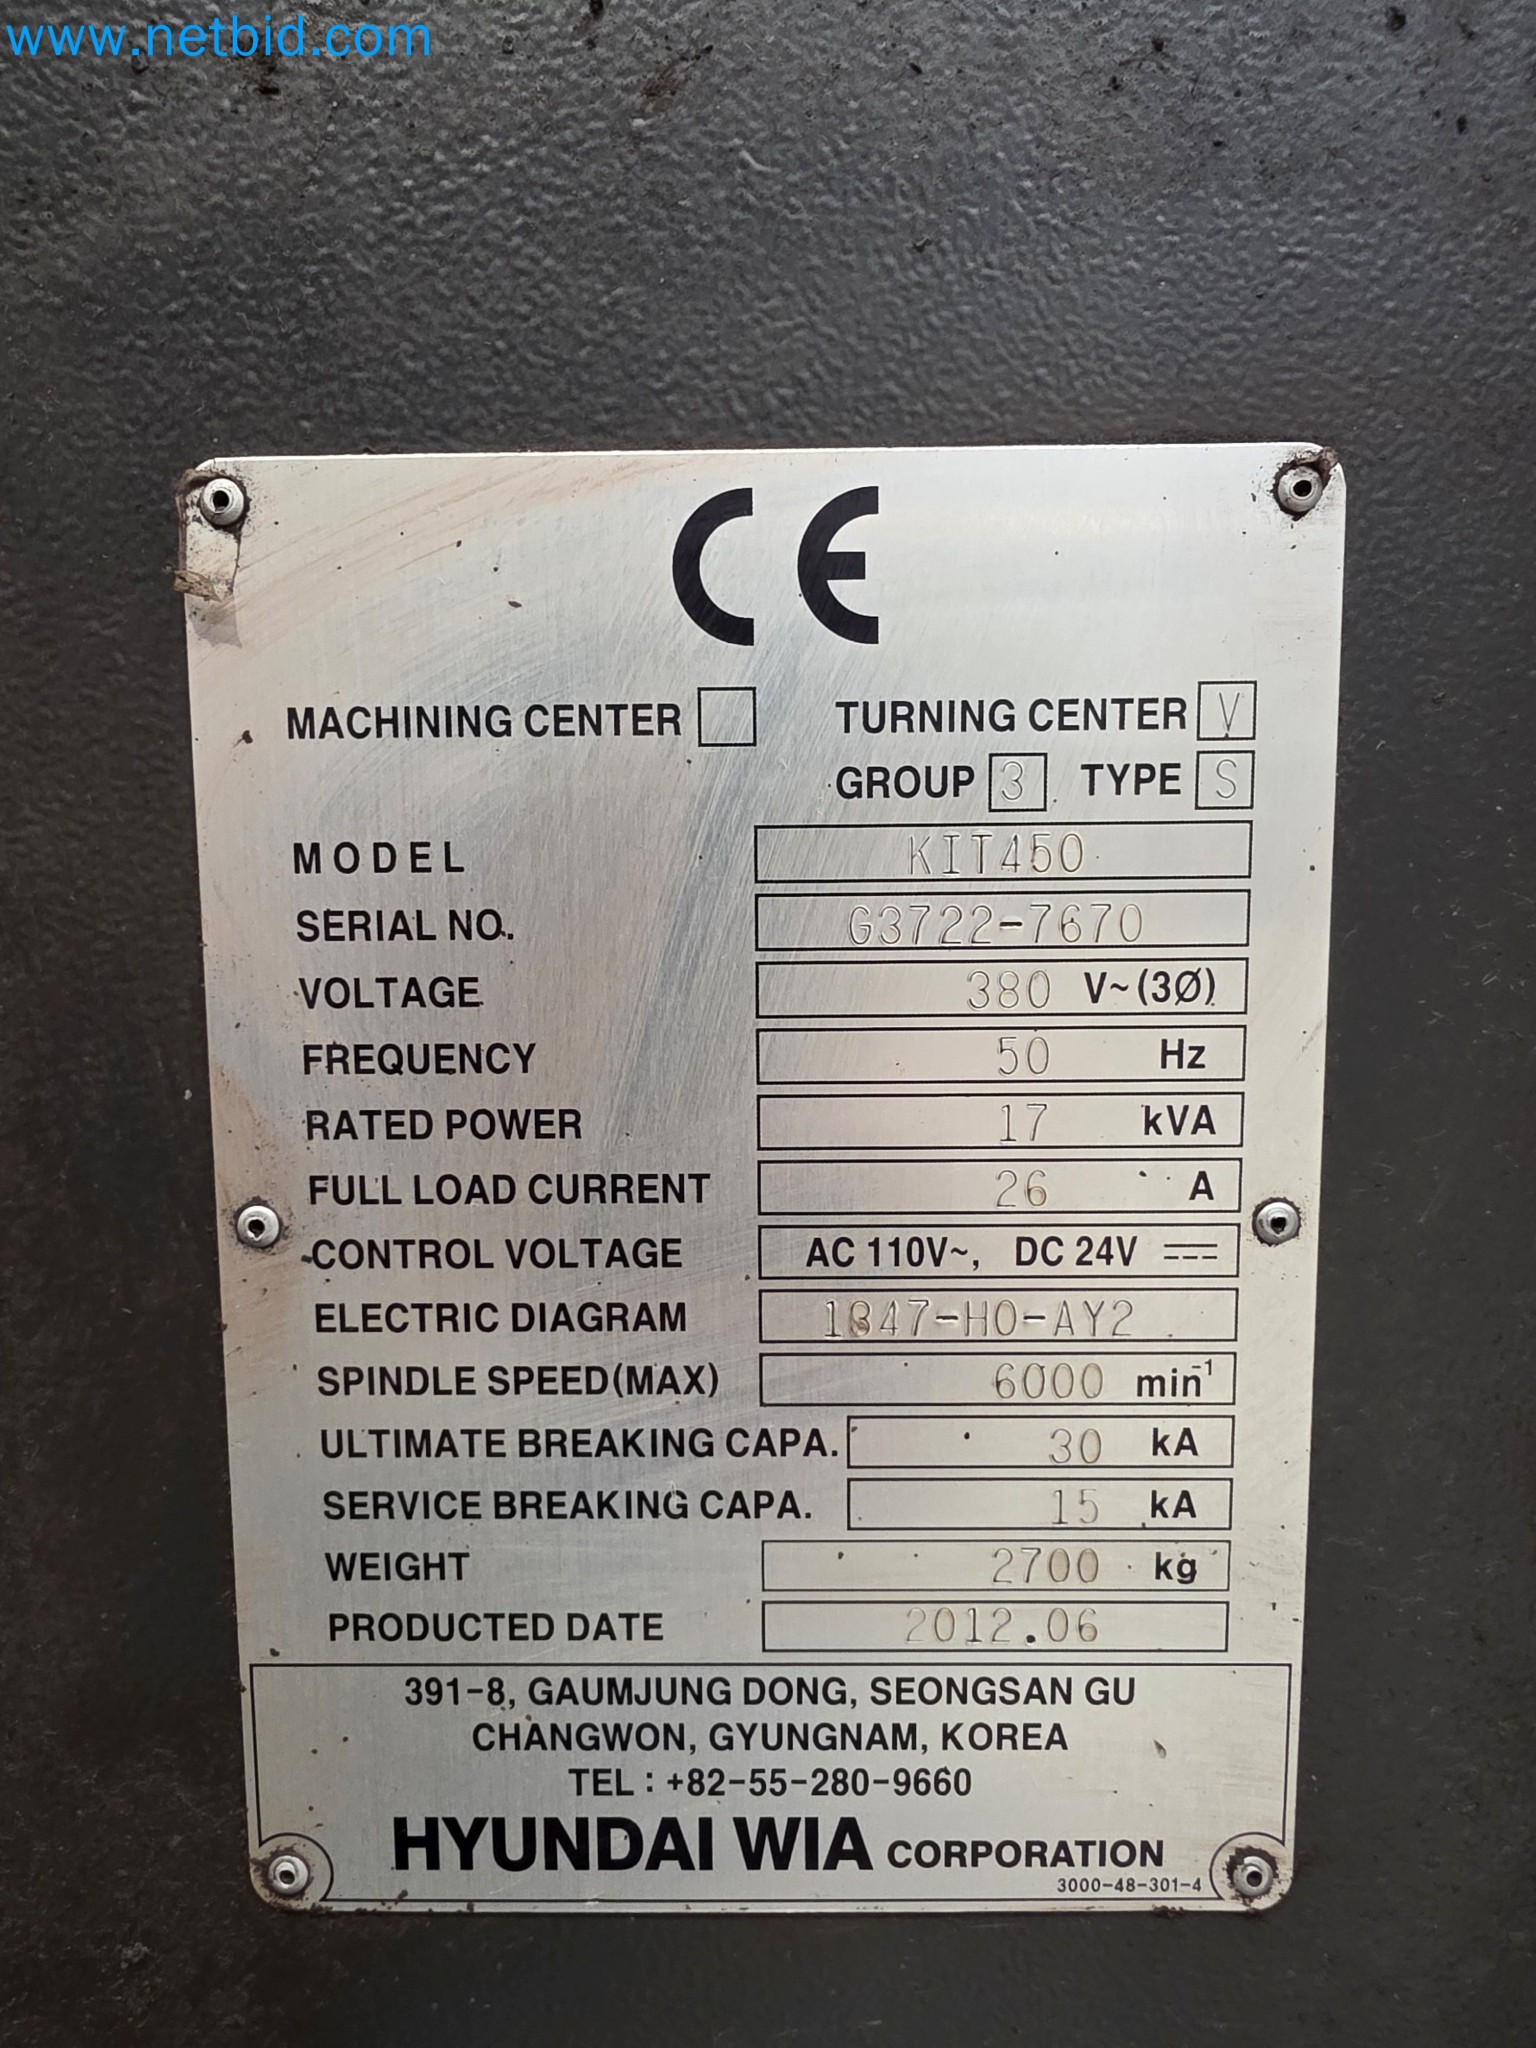 www.netbid.com
CE
MACHINING CENTER TURNING CENTER V
GROUP 3 TYPE S
MODEL KIT450
SERIAL NO. G3722-7670
VOLTAGE 380 V~(3Ø)
FREQUENCY 50 Hz
RATED POWER 17 kVA
FULL LOAD CURRENT 26 A
CONTROL VOLTAGE AC 110V~, DC 24V
ELECTRIC DIAGRAM
SPINDLE SPEED(MAX) 6000 min⁻¹
ULTIMATE BREAKING CAPA. 30 kA
SERVICE BREAKING CAPA. 15 kA
WEIGHT 2700 kg
PRODUCTED DATE 2012.06
391-8, GAUMJUNG DONG, SEONGSAN GU
CHANGWON, GYUNGNAM, KOREA
TEL : +82-55-280-9660
HYUNDAI WIA CORPORATION
3000-48-301-4